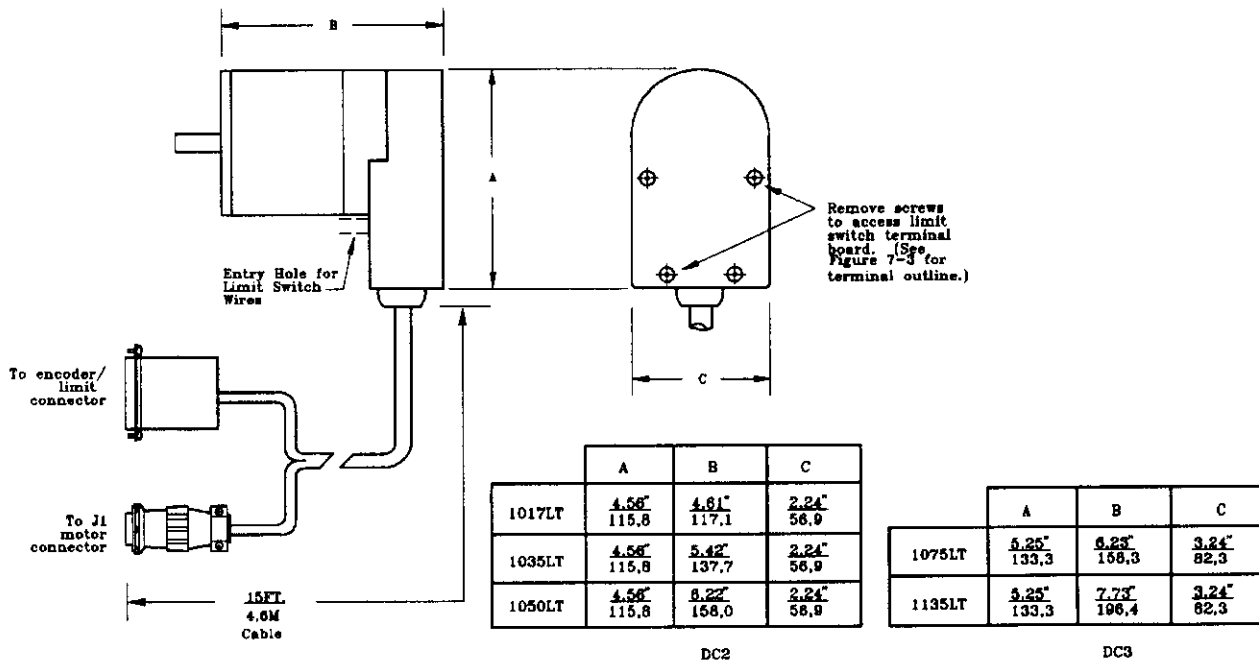 B
A
Remove screws
to access limit
switch terminal
board. (See
Figure 7-3 for
terminal outline.)
Entry Hole for
Limit Switch
Wires
C
To encoder/
limit
connector
To J1
motor
connector
15FT.
4,6M
Cable
A B C
1017LT 4.56" 4.61" 2.24"
115,8 117,1 56,9
1035LT 4.56" 5.42" 2.24"
115,8 137,7 56,9
1050LT 4.56" 6.22" 2.24"
115,8 158,0 56,9
DC2
A B C
1075LT 5.25" 6.23" 3.24"
133,3 158,3 82,3
1135LT 5.25" 7.73" 3.24"
133,3 196,4 82,3
DC3